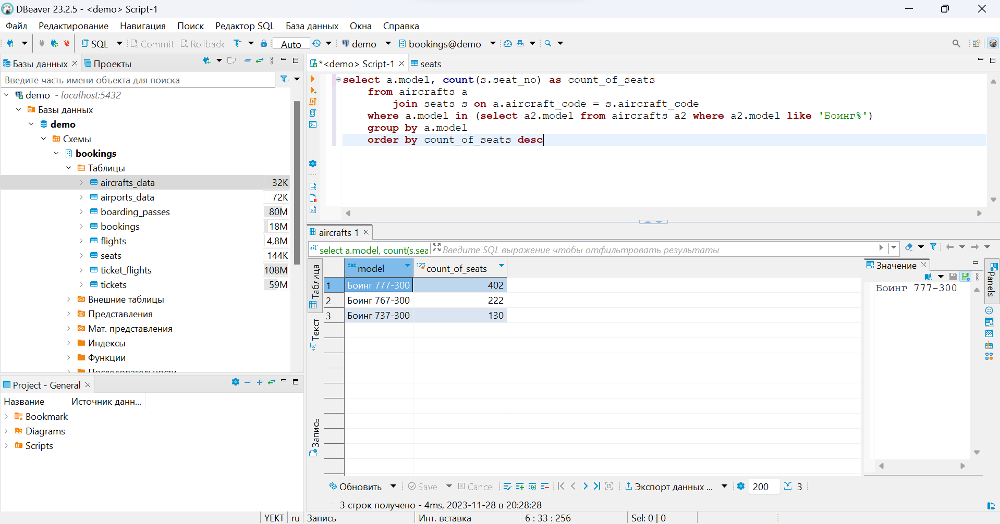 DBeaver 23.2.5 - <demo> Script-1
Файл Редактирование Навигация Поиск Редактор SQL База данных Окна Справка
SQL Commit Rollback Auto demo bookings@demo
Базы данных Проекты
Введите часть имени объекта для поиска
demo - localhost:5432
Базы данных
demo
Схемы
bookings
Таблицы
aircrafts_data 32K
airports_data 72K
boarding_passes 80M
bookings 18M
flights 4,8M
seats 144K
ticket_flights 108M
tickets 59M
Внешние таблицы
Представления
Мат. представления
Индексы
Функции
Последовательности
Project - General
Название Источник данн...
Bookmark
Diagrams
Scripts
*<demo> Script-1 seats
select a.model, count(s.seat_no) as count_of_seats
from aircrafts a
join seats s on a.aircraft_code = s.aircraft_code
where a.model in (select a2.model from aircrafts a2 where a2.model like 'Боинг%')
group by a.model
order by count_of_seats desc
aircrafts 1
select a.model, count(s.sea Введите SQL выражение чтобы отфильтровать результаты
Таблица
Текст
Запись
ABC model 123 count_of_seats
1 Боинг 777-300 402
2 Боинг 767-300 222
3 Боинг 737-300 130
Значение
Боинг 777-300
Panels
Обновить Save Cancel Экспорт данных ... 200 3
3 строк получено - 4ms, 2023-11-28 в 20:28:28
YEKT ru Запись Инт. вставка 6 : 33 : 256 Sel: 0 | 0